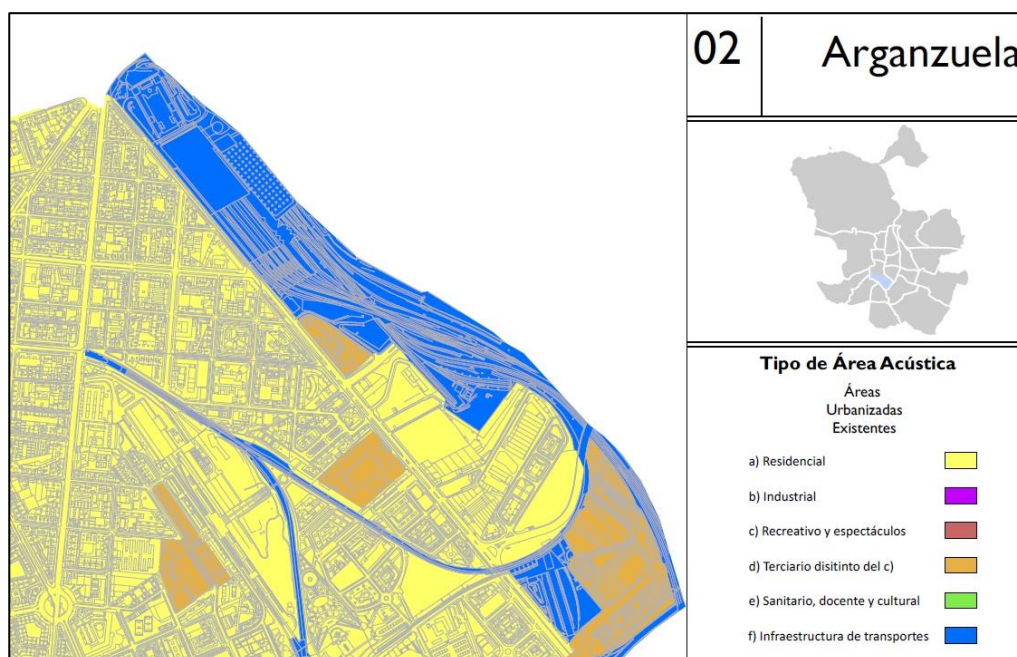 02
Arganzuela
Tipo de Área Acústica
Áreas
Urbanizadas
Existentes
a) Residencial
b) Industrial
c) Recreativo y espectáculos
d) Terciario disitinto del c)
e) Sanitario, docente y cultural
f) Infraestructura de transportes